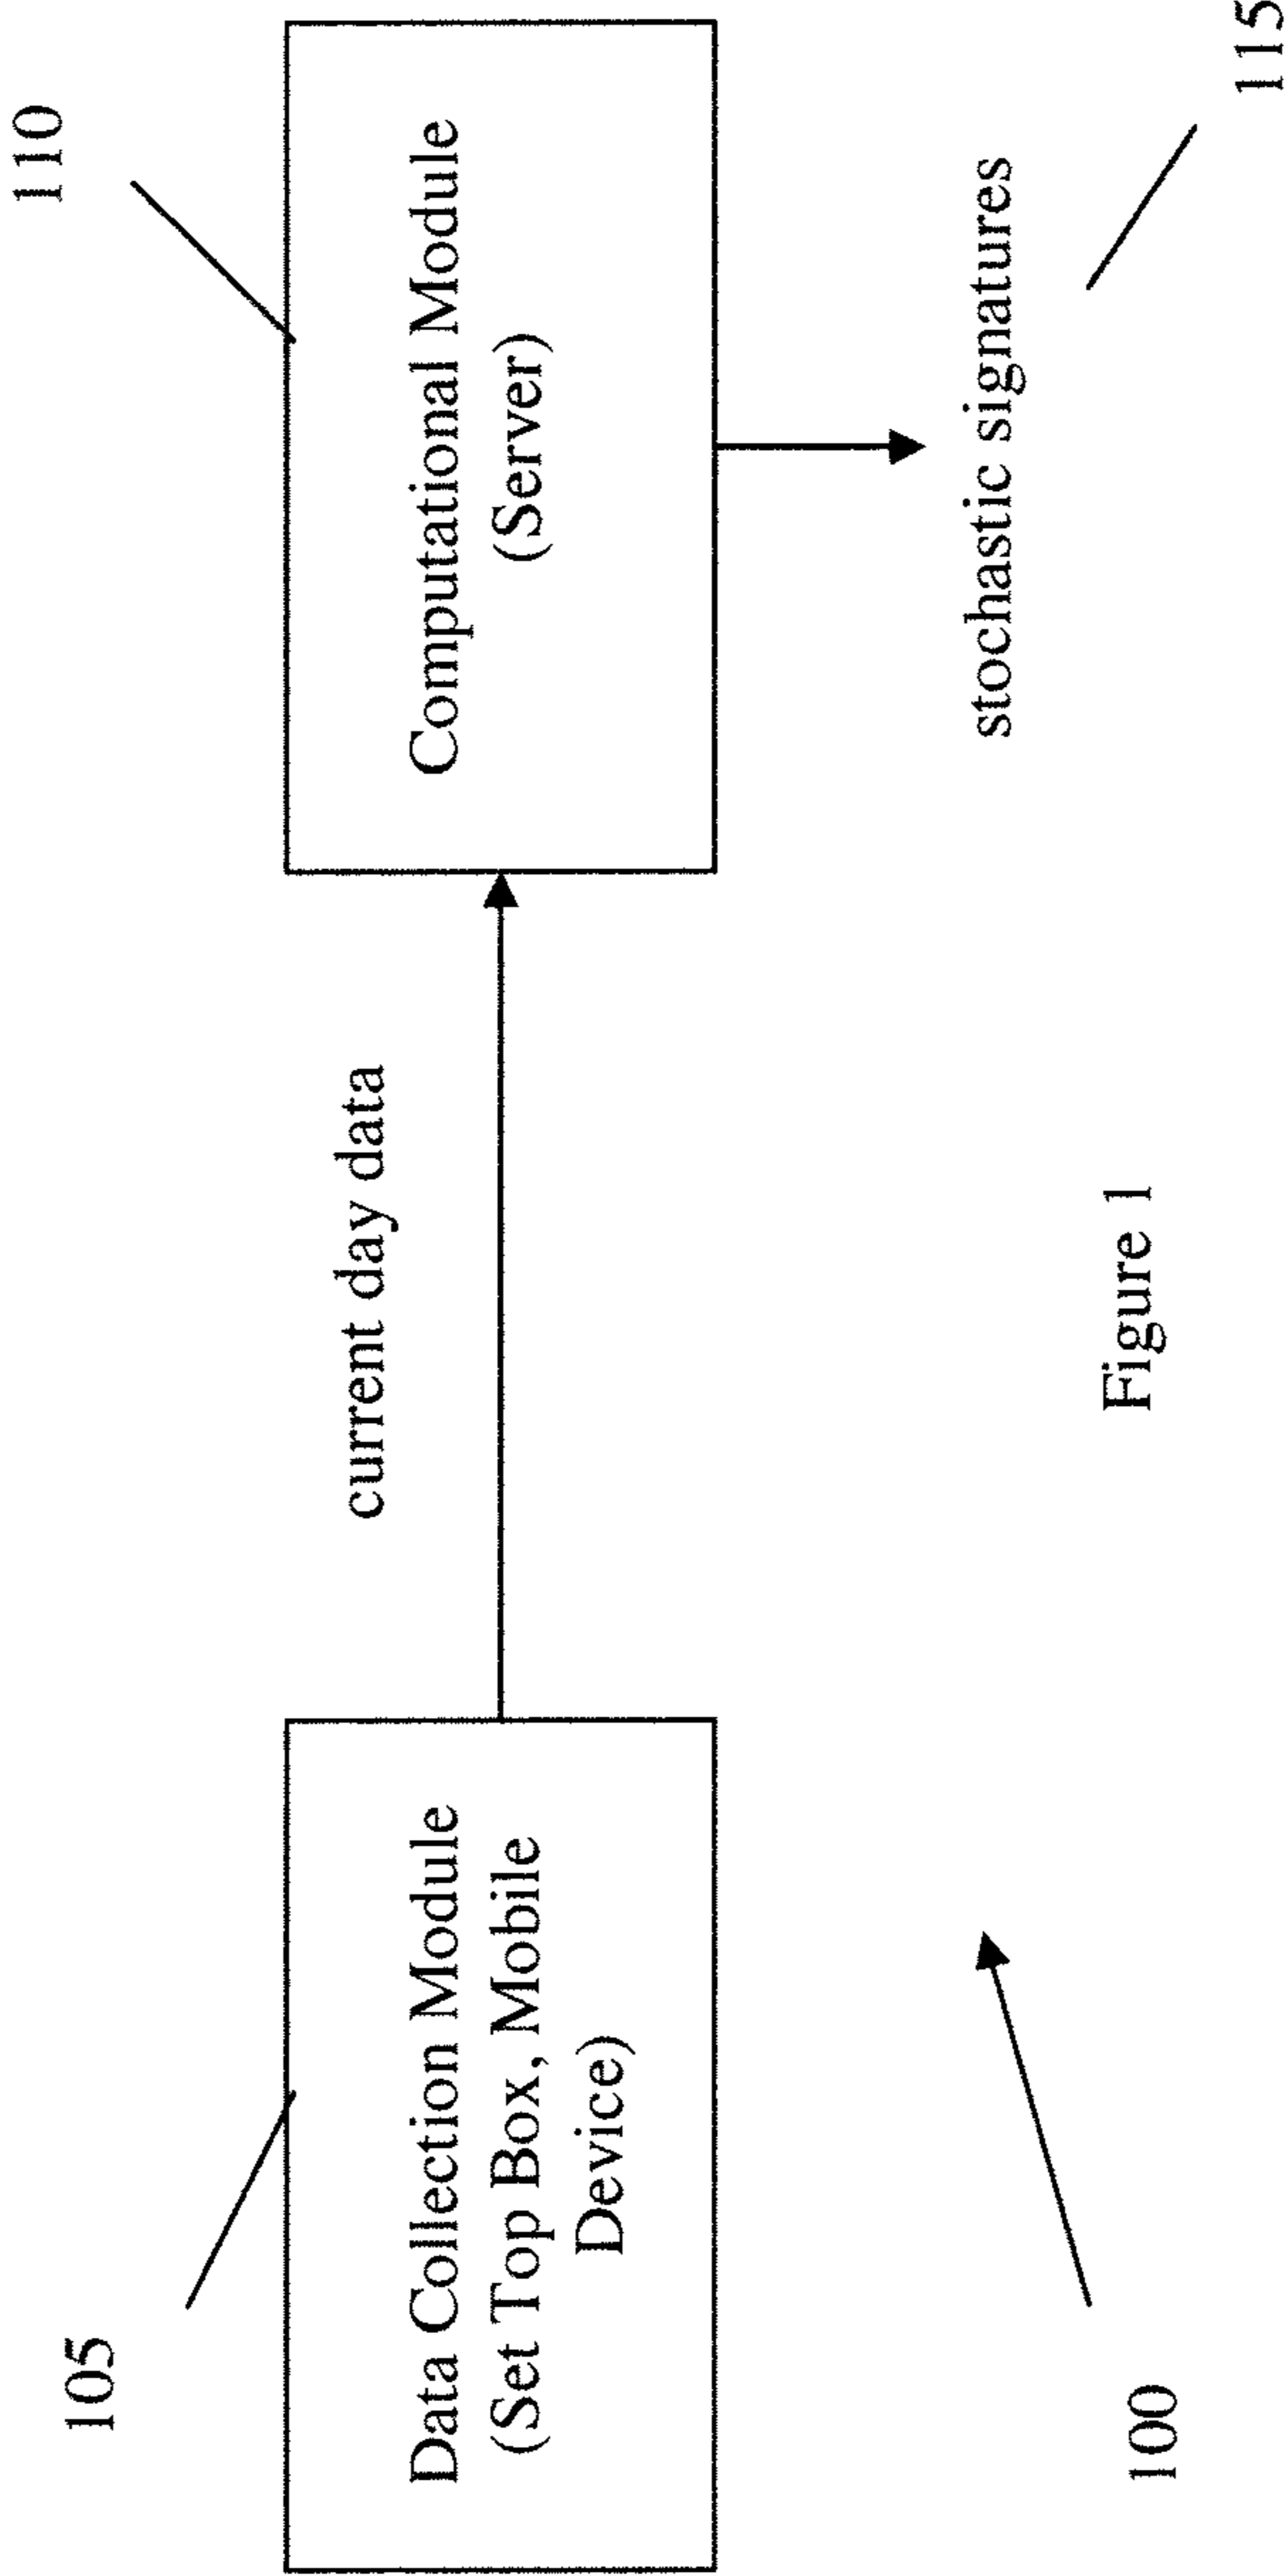 105
Data Collection Module
(Set Top Box, Mobile
Device)
current day data
110
Computational Module
(Server)
stochastic signatures
115
100
Figure 1